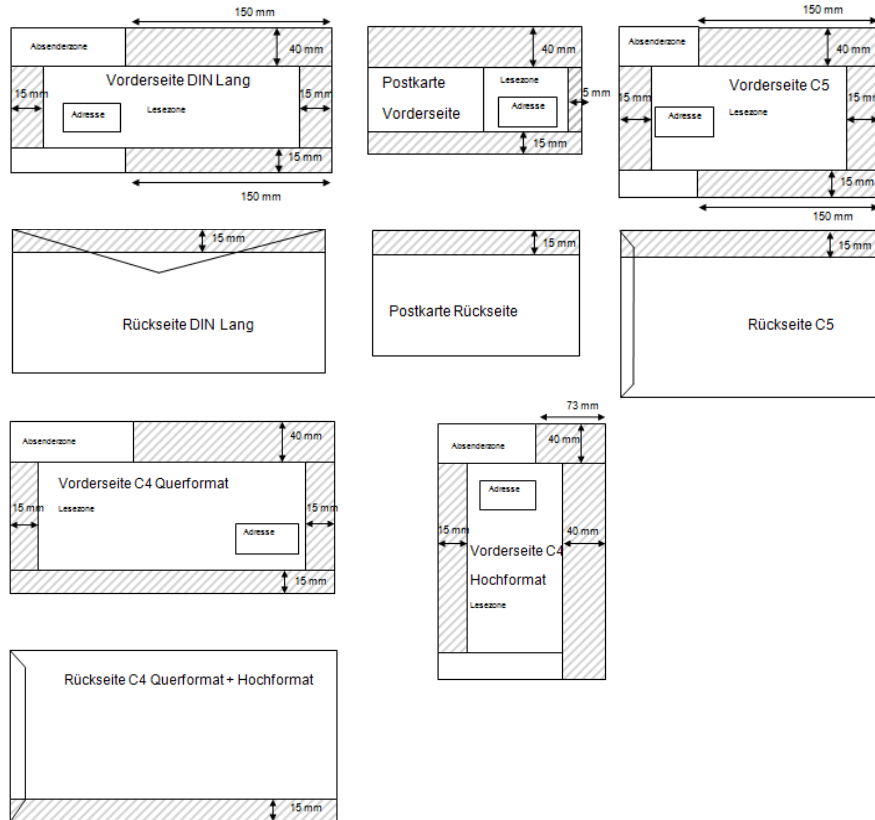 150 mm
Absenderzone
40 mm
Vorderseite DIN Lang
15 mm
15 mm
Adresse
Lesezone
15 mm
150 mm
40 mm
Postkarte
Lesezone
5 mm
Vorderseite
Adresse
15 mm
150 mm
Absenderzone
40 mm
Vorderseite C5
15 mm
15 mm
Adresse
Lesezone
15 mm
150 mm
15 mm
Rückseite DIN Lang
15 mm
Postkarte Rückseite
15 mm
Rückseite C5
Absenderzone
40 mm
Vorderseite C4 Querformat
15 mm
15 mm
Lesezone
Adresse
15 mm
73 mm
Absenderzone
40 mm
Adresse
15 mm
40 mm
Vorderseite C4
Hochformat
Lesezone
Rückseite C4 Querformat + Hochformat
15 mm